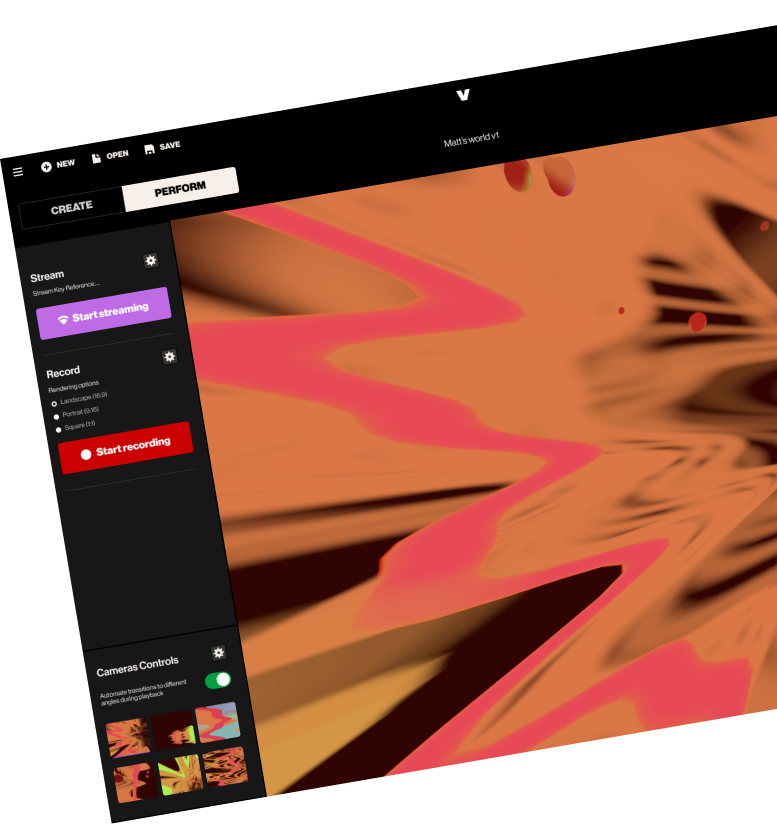 NEW
OPEN
SAVE
Matt's world v1
CREATE
PERFORM
Stream
Stream Key Reference...
Start streaming
Record
Rendering options
Landscape (16:9)
Portrait (9:16)
Square (1:1)
Start recording
Cameras Controls
Automate transitions to different
angles during playback